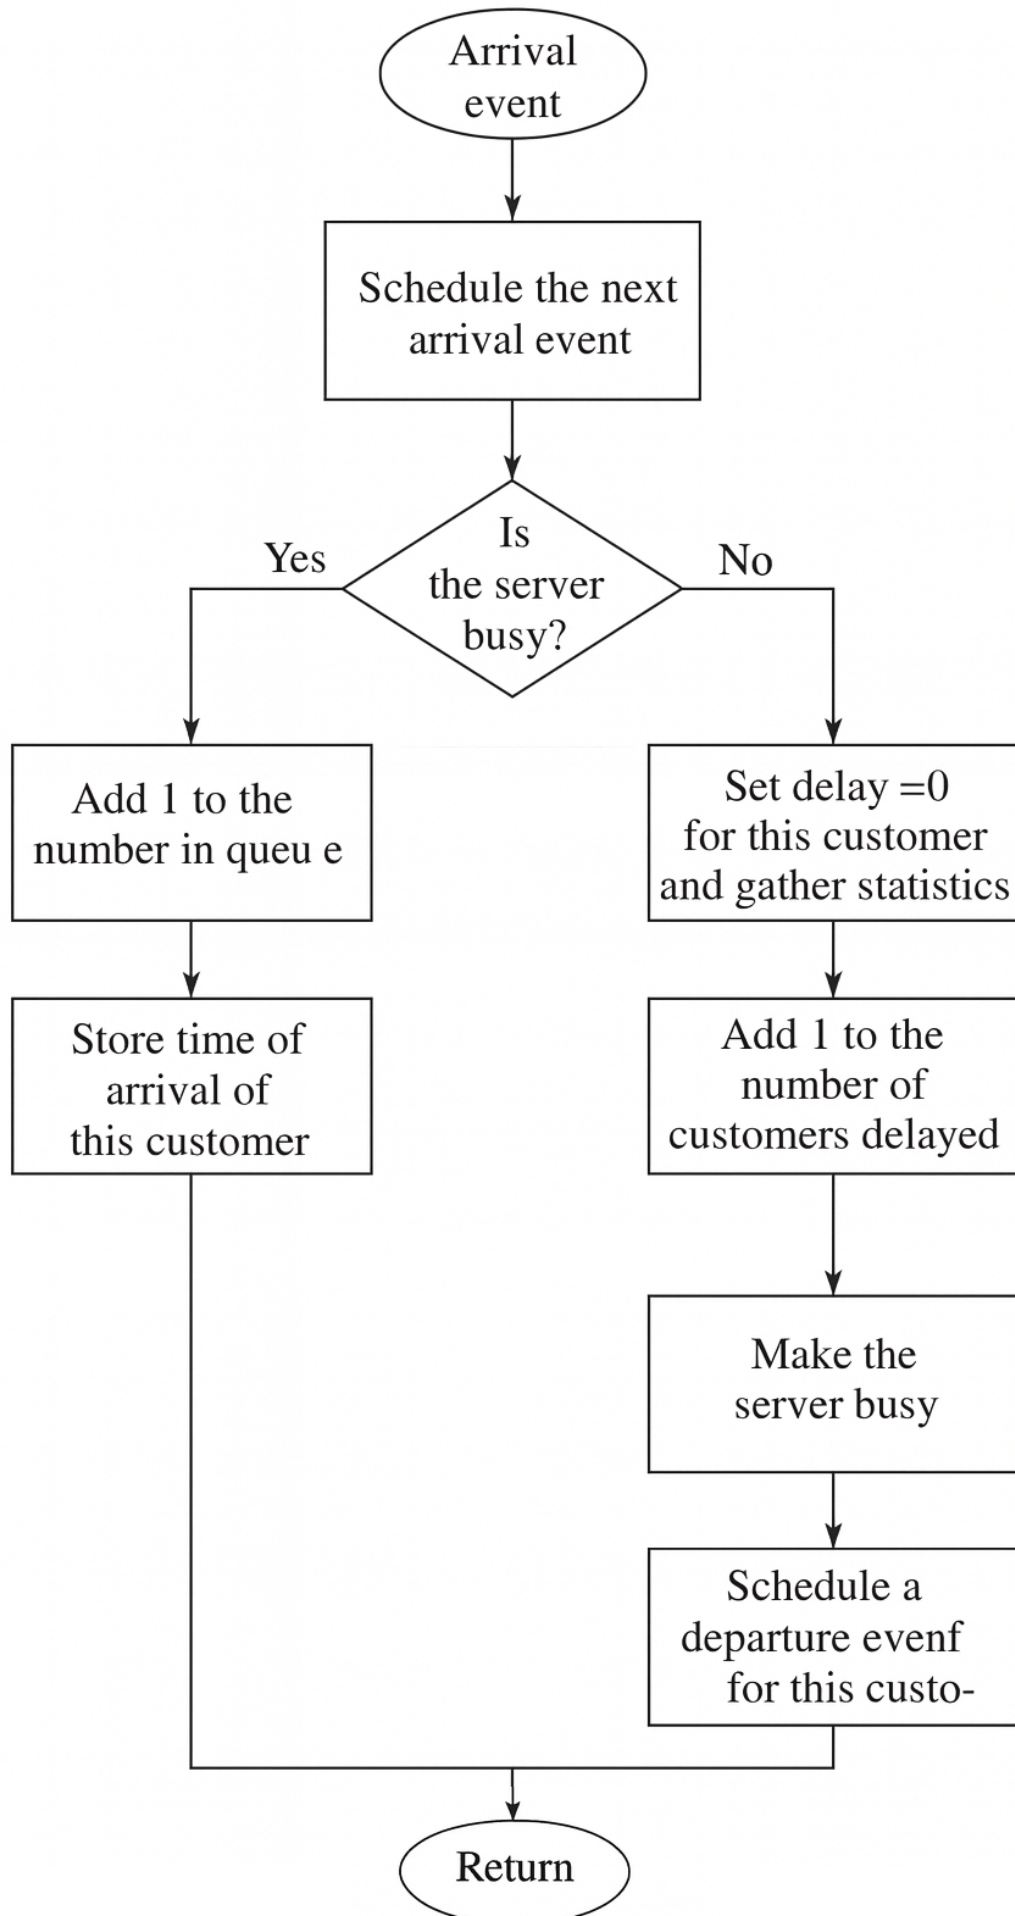 Arrival
event
Schedule the next
arrival event
Is
the server
busy?
Yes
No
Add 1 to the
number in queu e
Store time of
arrival of
this customer
Set delay =0
for this customer
and gather statistics
Add 1 to the
number of
customers delayed
Make the
server busy
Schedule a
departure evenf
for this custo-
Return